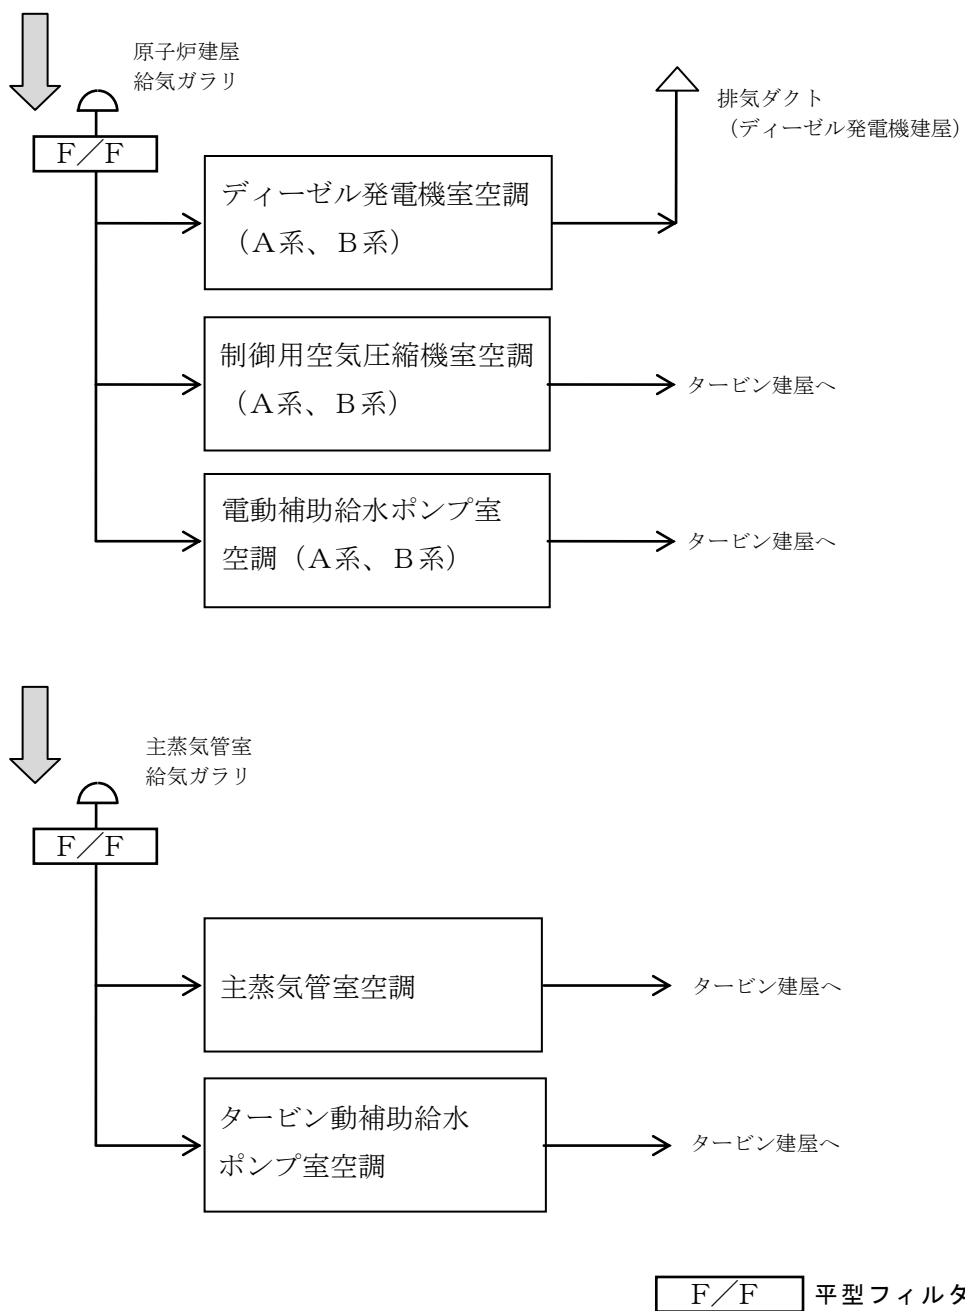 原子炉建屋
給気ガラリ
F／F
排気ダクト
（ディーゼル発電機建屋）
ディーゼル発電機室空調
（A系、B系）
制御用空気圧縮機室空調
（A系、B系）
タービン建屋へ
電動補助給水ポンプ室
空調（A系、B系）
タービン建屋へ
主蒸気管室
給気ガラリ
F／F
主蒸気管室空調
タービン建屋へ
タービン動補助給水
ポンプ室空調
タービン建屋へ
F／F 平型フィルタ